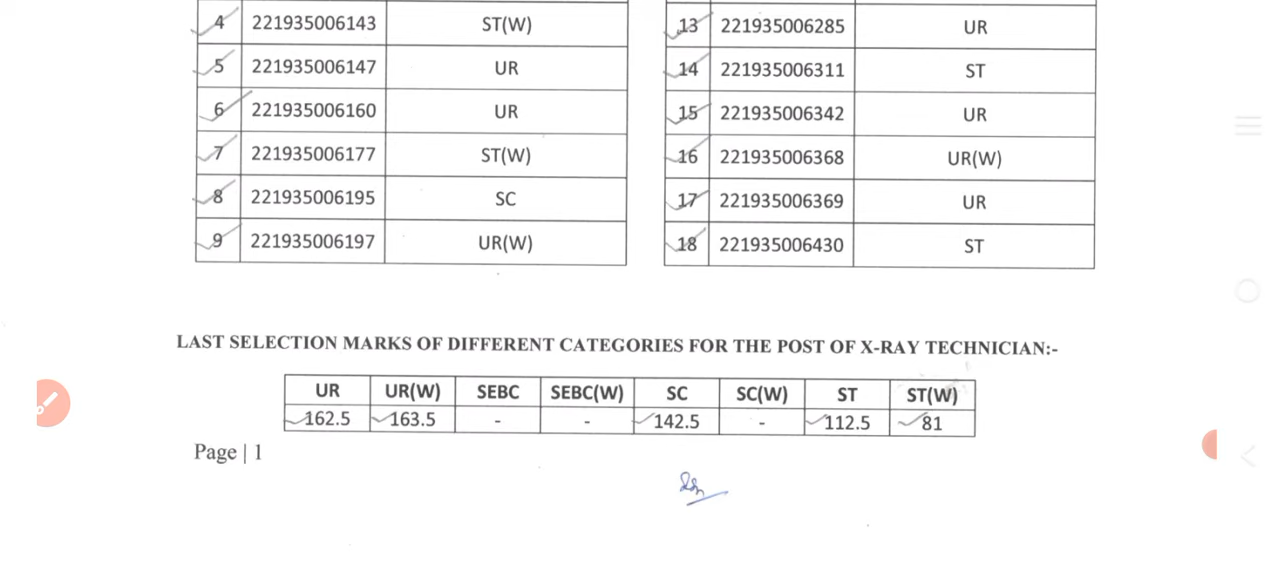 4 221935006143 ST(W)
5 221935006147 UR
6 221935006160 UR
7 221935006177 ST(W)
8 221935006195 SC
9 221935006197 UR(W)
13 221935006285 UR
14 221935006311 ST
15 221935006342 UR
16 221935006368 UR(W)
17 221935006369 UR
18 221935006430 ST
LAST SELECTION MARKS OF DIFFERENT CATEGORIES FOR THE POST OF X-RAY TECHNICIAN:-
UR UR(W) SEBC SEBC(W) SC SC(W) ST ST(W)
162.5 163.5 - - 142.5 - 112.5 81
Page | 1